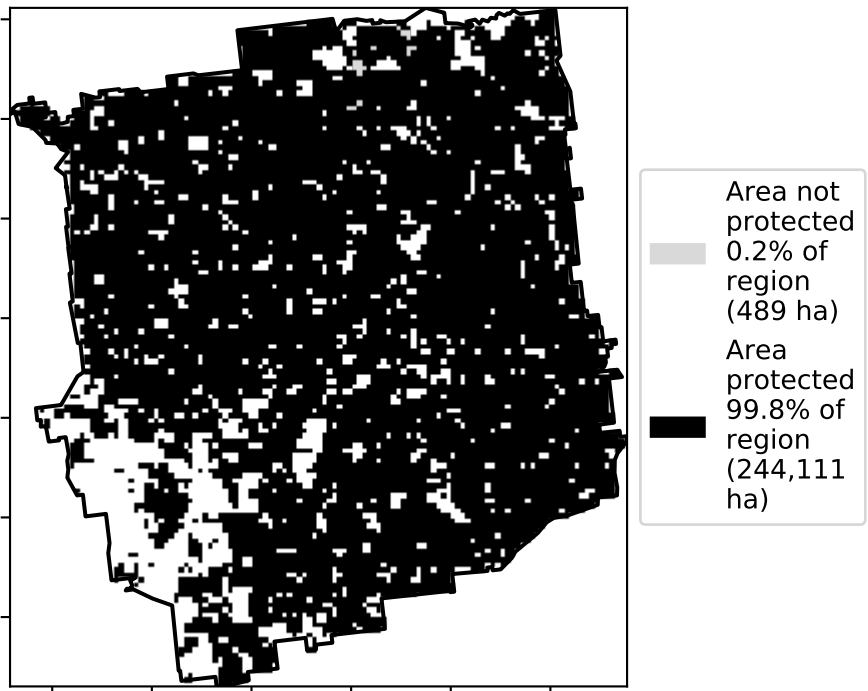 Area not
protected
0.2% of
region
(489 ha)
Area
protected
99.8% of
region
(244,111
ha)